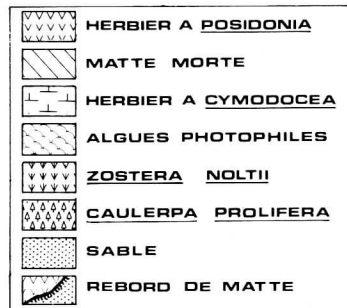 HERBIER A POSIDONIA
MATTE MORTE
HERBIER A CYMODOCEA
ALGUES PHOTOPHILES
ZOSTERA NOLTII
CAULERPA PROLIFERA
SABLE
REBORD DE MATTE